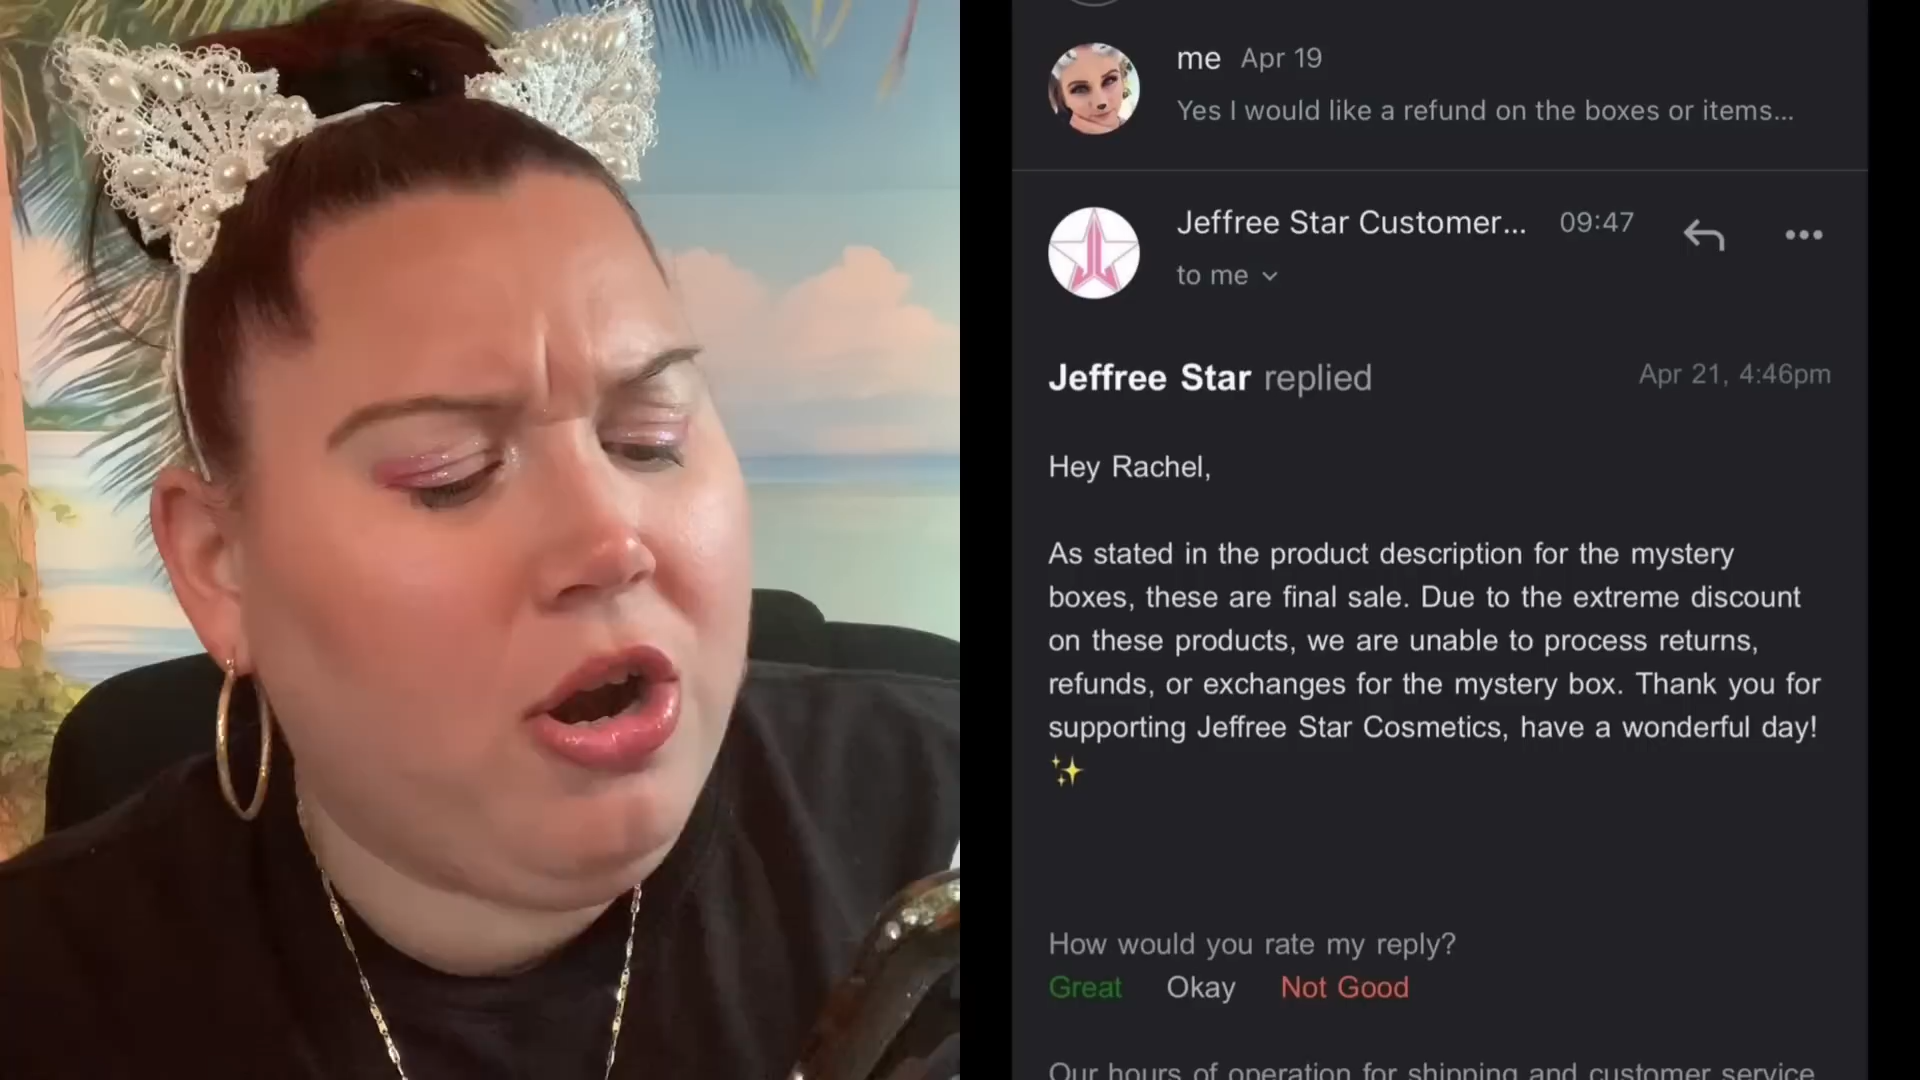 me Apr 19
Yes I would like a refund on the boxes or items...
Jeffree Star Customer... 09:47
to me
Jeffree Star replied Apr 21, 4:46pm
Hey Rachel,
As stated in the product description for the mystery
boxes, these are final sale. Due to the extreme discount
on these products, we are unable to process returns,
refunds, or exchanges for the mystery box. Thank you for
supporting Jeffree Star Cosmetics, have a wonderful day!
✨
How would you rate my reply?
Great Okay Not Good
Our hours of operation for shipping and customer service